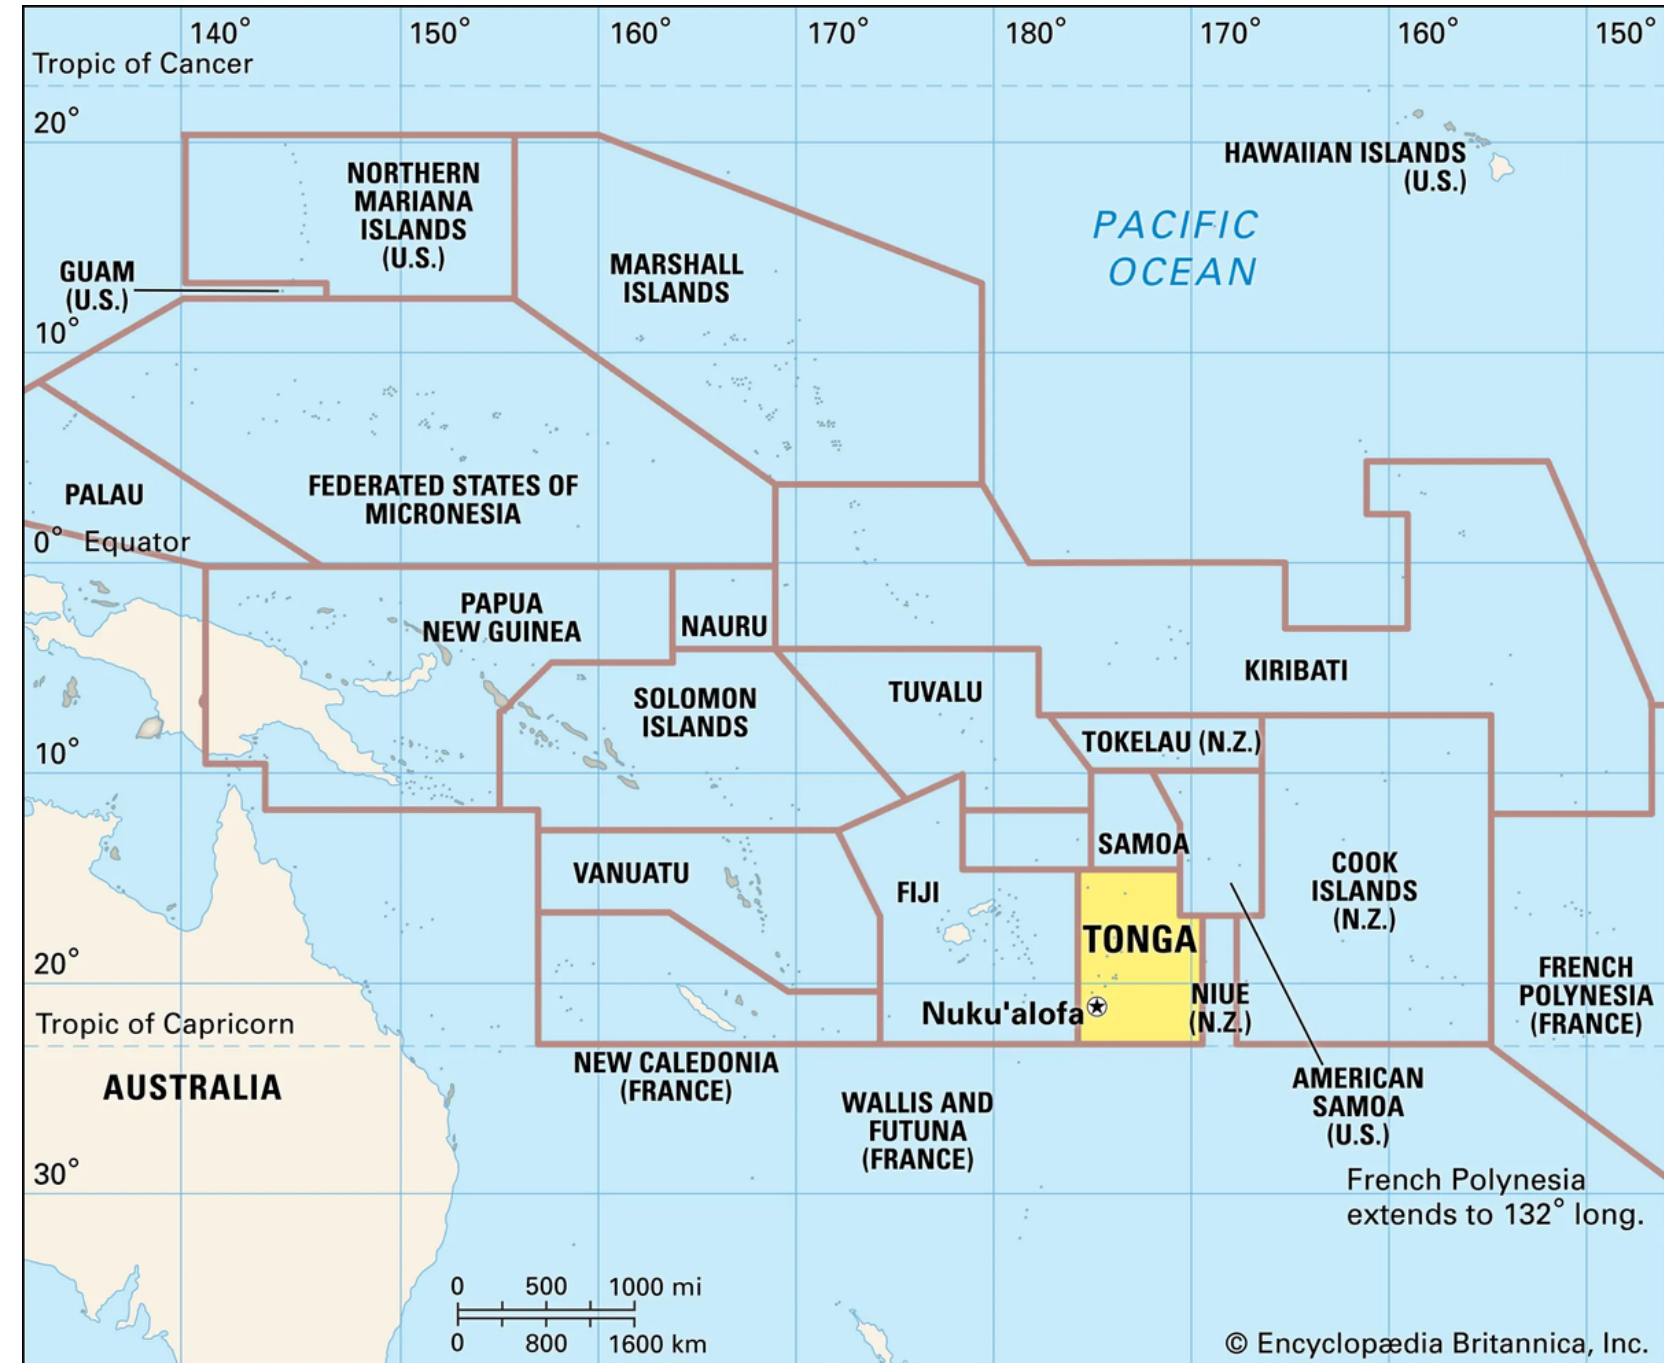 140°
150°
160°
170°
180°
170°
160°
150°
Tropic of Cancer
20°
HAWAIIAN ISLANDS
(U.S.)
NORTHERN
MARIANA
ISLANDS
(U.S.)
PACIFIC
OCEAN
GUAM
(U.S.)
MARSHALL
ISLANDS
10°
PALAU
FEDERATED STATES OF
MICRONESIA
0° Equator
PAPUA
NEW GUINEA
NAURU
KIRIBATI
SOLOMON
ISLANDS
TUVALU
10°
TOKELAU (N.Z.)
SAMOA
VANUATU
FIJI
COOK
ISLANDS
(N.Z.)
TONGA
20°
FRENCH
POLYNESIA
(FRANCE)
NIUE
(N.Z.)
Nuku'alofa
Tropic of Capricorn
AUSTRALIA
NEW CALEDONIA
(FRANCE)
WALLIS AND
FUTUNA
(FRANCE)
AMERICAN
SAMOA
(U.S.)
30°
French Polynesia
extends to 132° long.
0 500 1000 mi
0 800 1600 km
© Encyclopædia Britannica, Inc.